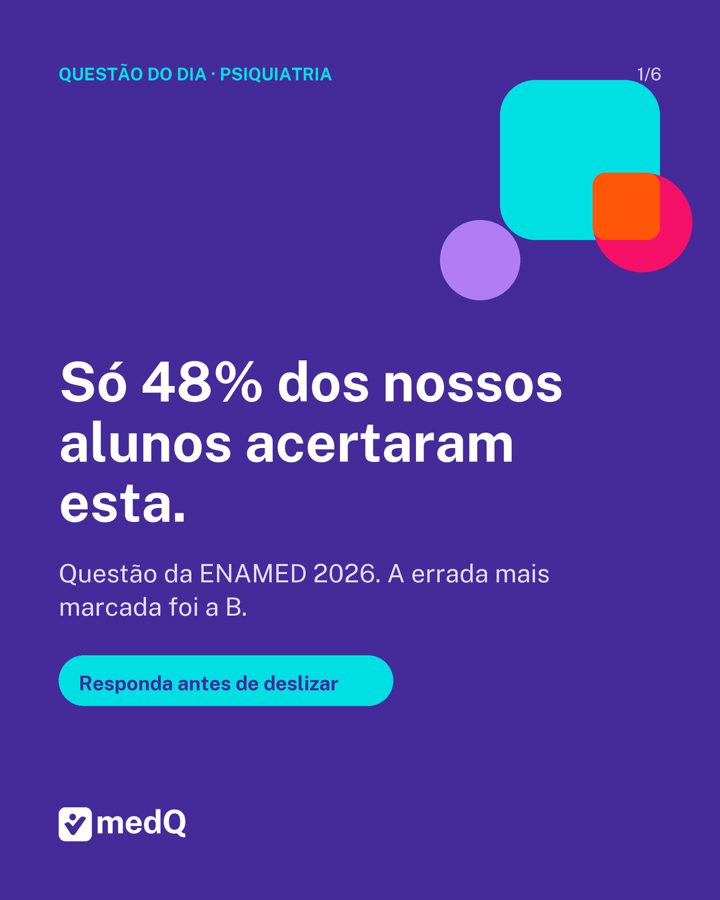 QUESTÃO DO DIA · PSIQUIATRIA
1/6
Só 48% dos nossos
alunos acertaram
esta.
Questão da ENAMED 2026. A errada mais
marcada foi a B.
Responda antes de deslizar
medQ